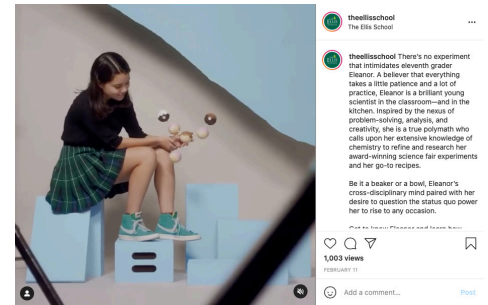 theellisschool
The Ellis School
theellisschool There's no experiment
that intimidates eleventh grader
Eleanor. A believer that everything
takes a little patience and a lot of
practice, Eleanor is a brilliant young
scientist in the classroom—and in the
kitchen. Inspired by the nexus of
problem-solving, analysis, and
creativity, she is a true polymath who
calls upon her extensive knowledge of
chemistry to refine and research her
award-winning science fair experiments
and her go-to recipes.
Be it a beaker or a bowl, Eleanor's
cross-disciplinary mind paired with her
desire to question the status quo power
her to rise to any occasion.
1,003 views
FEBRUARY 11
Add a comment...
Post